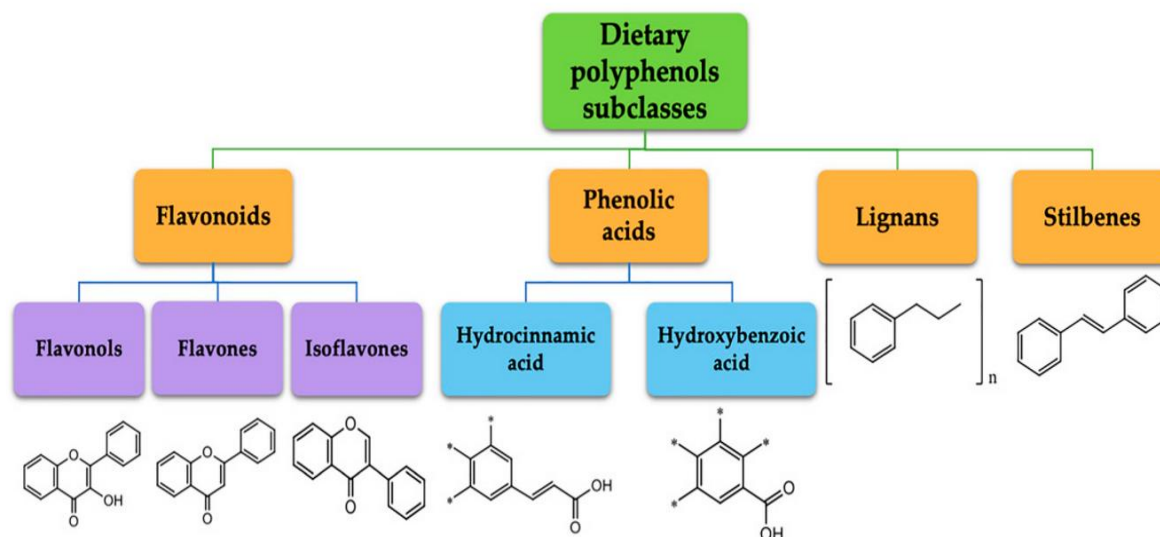 Dietary
polyphenols
subclasses
Flavonoids
Phenolic
acids
Lignans
Stilbenes
Flavonols
Flavones
Isoflavones
Hydrocinnamic
acid
Hydroxybenzoic
acid
n
O
OH
O
O
O
O
O
*
*
*
OH
O
*
*
*
*
O
OH